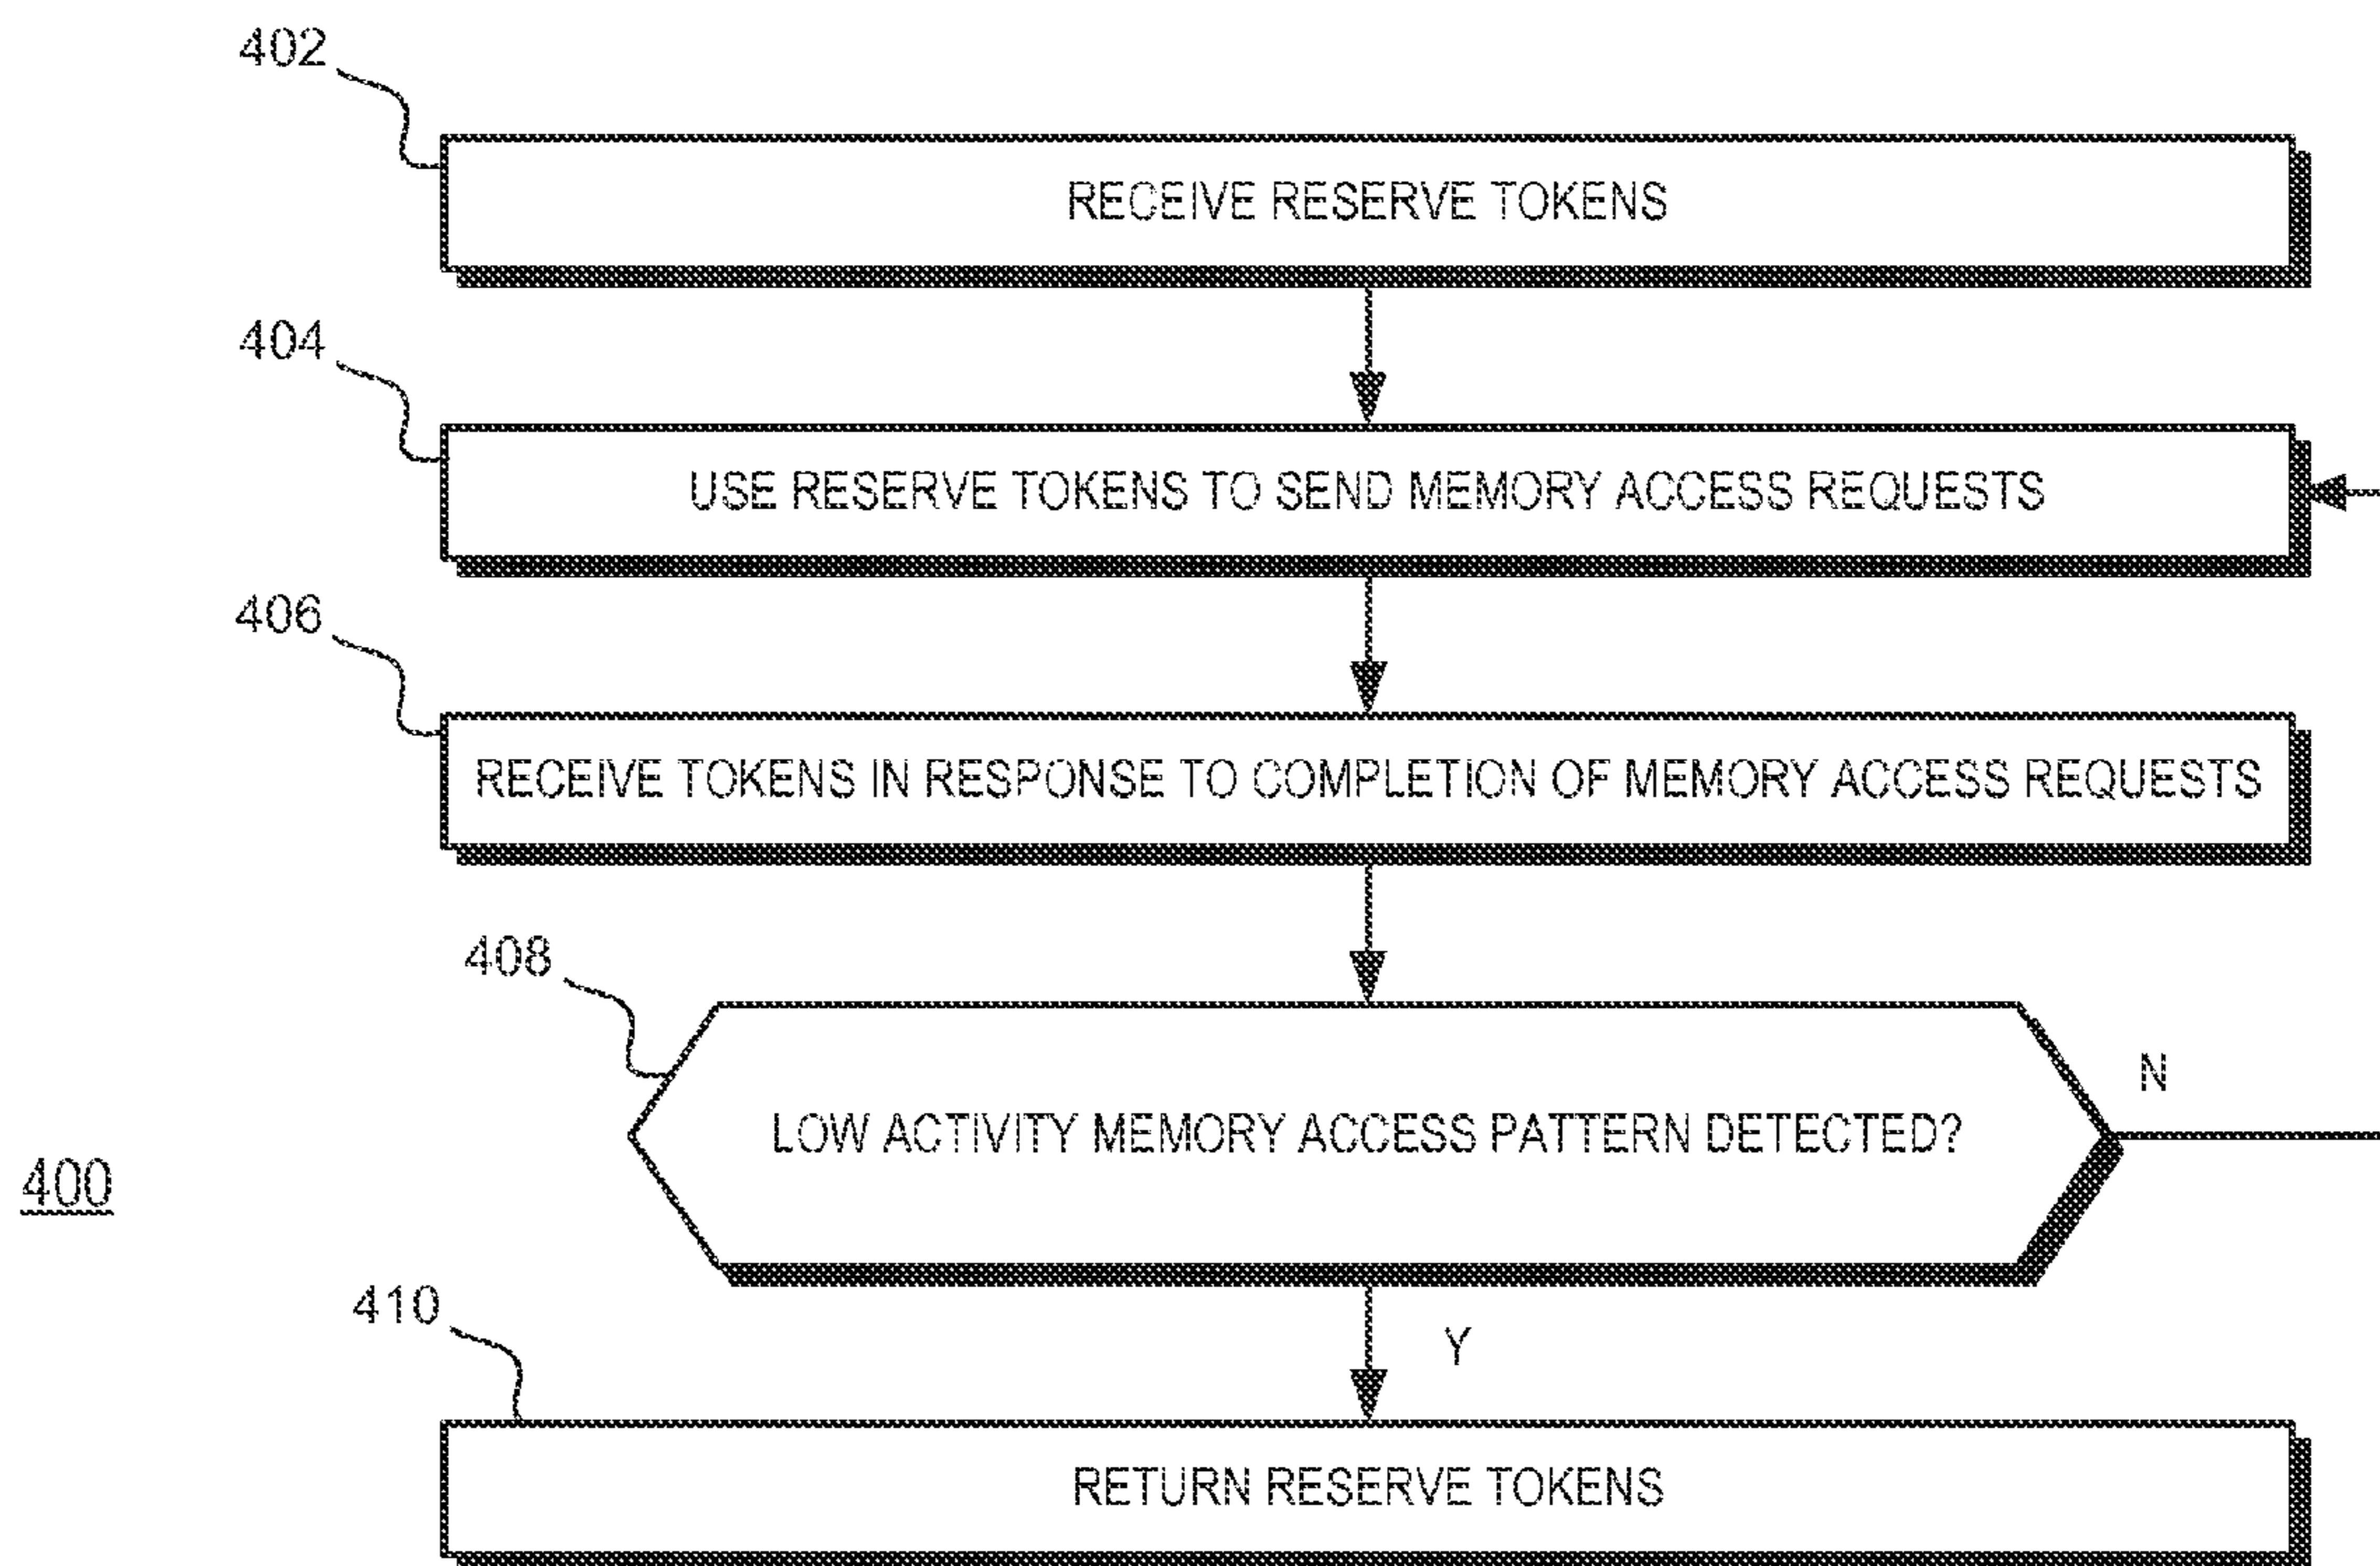 402
RECEIVE RESERVE TOKENS
404
USE RESERVE TOKENS TO SEND MEMORY ACCESS REQUESTS
406
RECEIVE TOKENS IN RESPONSE TO COMPLETION OF MEMORY ACCESS REQUESTS
408
N
LOW ACTIVITY MEMORY ACCESS PATTERN DETECTED?
400
410
Y
RETURN RESERVE TOKENS